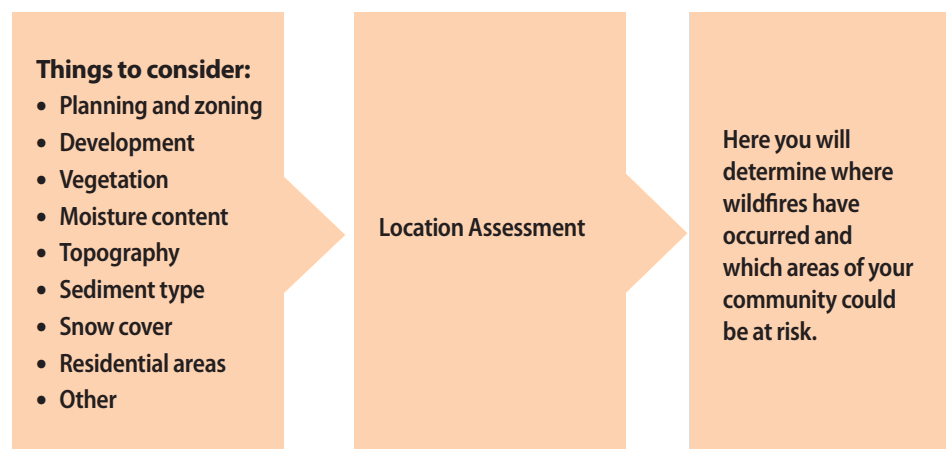 Things to consider:
• Planning and zoning
• Development
• Vegetation
• Moisture content
• Topography
• Sediment type
• Snow cover
• Residential areas
• Other
Location Assessment
Here you will
determine where
wildfires have
occurred and
which areas of your
community could
be at risk.